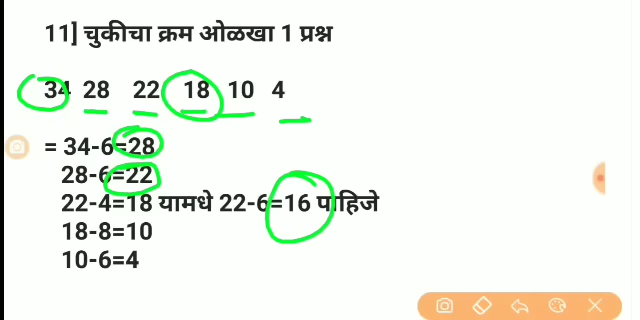 11] चुकीचा क्रम ओळखा 1 प्रश्न
34 28 22 18 10 4
= 34-6=28
28-6=22
22-4=18 यामधे 22-6=16 पाहिजे
18-8=10
10-6=4